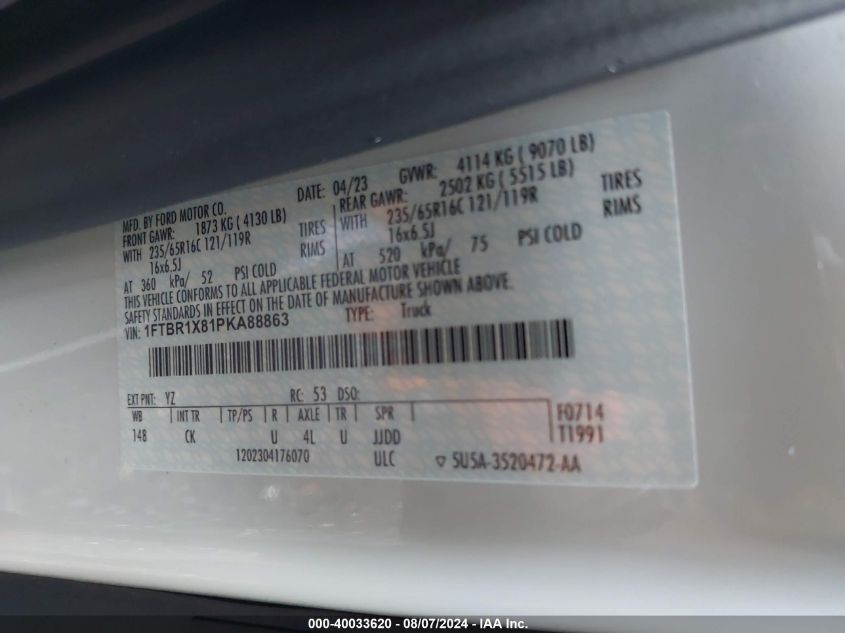 MFD. BY FORD MOTOR CO. DATE: 04/23 GVWR: 4114 KG ( 9070 LB)
FRONT GAWR: 1873 KG ( 4130 LB) REAR GAWR: 2502 KG ( 5515 LB)
WITH 235/65R16C 121/119R TIRES WITH 235/65R16C 121/119R TIRES
16x6.5J RIMS 16x6.5J RIMS
AT 360 kPa/ 52 PSI COLD AT 520 kPa/ 75 PSI COLD
THIS VEHICLE CONFORMS TO ALL APPLICABLE FEDERAL MOTOR VEHICLE
SAFETY STANDARDS IN EFFECT ON THE DATE OF MANUFACTURE SHOWN ABOVE.
VIN: 1FTBR1X81PKA88863 TYPE: Truck
EXT PNT: YZ RC: 53 DSO:
WB INT TR TP/PS R AXLE TR SPR F0714
148 CK U 4L U JJDD T1991
1202304176070 ULC ▽ 5U5A-3520472-AA
000-40033620 - 08/07/2024 - IAA Inc.